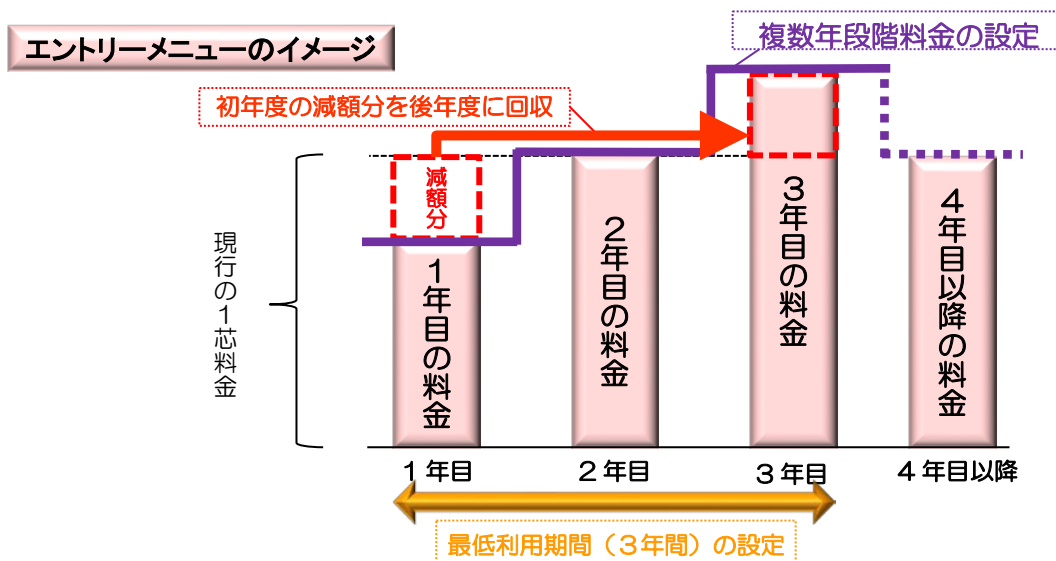 エントリーメニューのイメージ
複数年段階料金の設定
初年度の減額分を後年度に回収
減額分
現行の１芯料金
１年目の料金
２年目の料金
３年目の料金
４年目以降の料金
１年目
２年目
３年目
４年目以降
最低利用期間（３年間）の設定